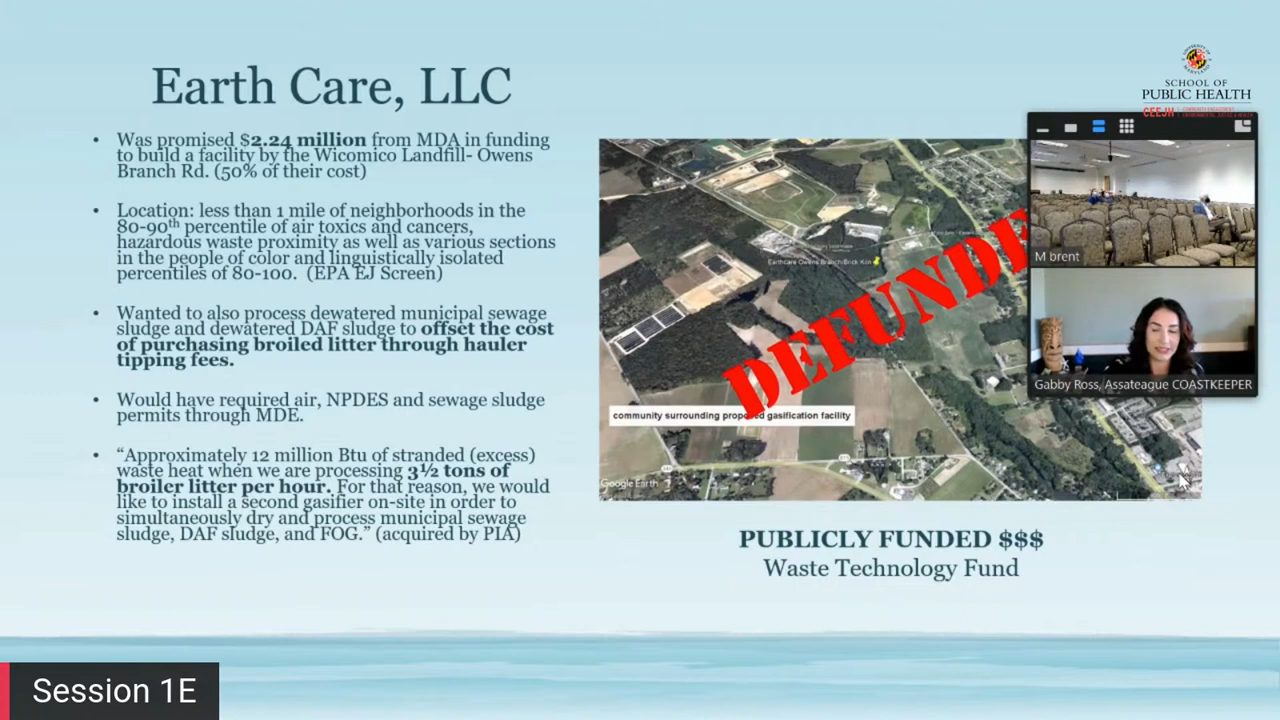 Earth Care, LLC
• Was promised $2.24 million from MDA in funding
to build a facility by the Wicomico Landfill- Owens
Branch Rd. (50% of their cost)
• Location: less than 1 mile of neighborhoods in the
80-90th percentile of air toxics and cancers,
hazardous waste proximity as well as various sections
in the people of color and linguistically isolated
percentiles of 80-100. (EPA EJ Screen)
• Wanted to also process dewatered municipal sewage
sludge and dewatered DAF sludge to offset the cost
of purchasing broiled litter through hauler
tipping fees.
• Would have required air, NPDES and sewage sludge
permits through MDE.
• “Approximately 12 million Btu of stranded (excess)
waste heat when we are processing 3½ tons of
broiler litter per hour. For that reason, we would
like to install a second gasifier on-site in order to
simultaneously dry and process municipal sewage
sludge, DAF sludge, and FOG.” (acquired by PIA)
Earthcare Owens Branch/Brick Kiln
DEFUNDE
community surrounding proposed gasification facility
Google Earth
PUBLICLY FUNDED $$$
Waste Technology Fund
SCHOOL OF
PUBLIC HEALTH
CEEJH
M brent
Gabby Ross, Assateague COASTKEEPER
Session 1E